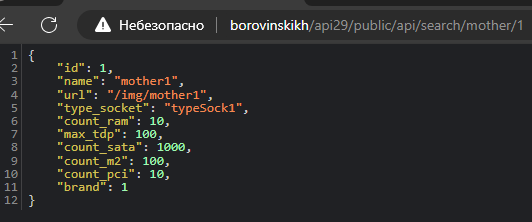 Небезопасно borovinskikh/api29/public/api/search/mother/1
1 {
2 "id": 1,
3 "name": "mother1",
4 "url": "/img/mother1",
5 "type_socket": "typeSock1",
6 "count_ram": 10,
7 "max_tdp": 100,
8 "count_sata": 1000,
9 "count_m2": 100,
10 "count_pci": 10,
11 "brand": 1
12 }